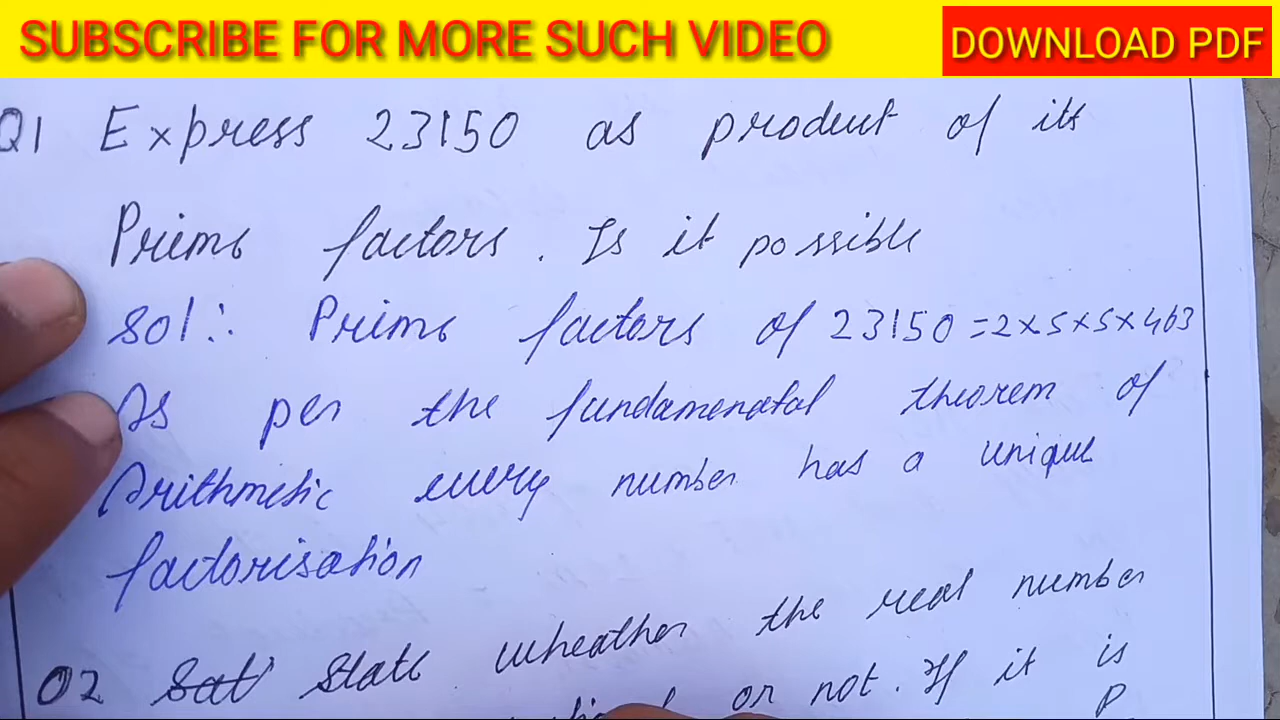 SUBSCRIBE FOR MORE SUCH VIDEO
DOWNLOAD PDF
Q1 Express 23150 as product of its
Prime factors. Is it possible
Sol: Prime factors of 23150 = 2×5×5×463
As per the fundamenatal theorem of
Arithmetic every number has a unique
factorisation
Q2 State wheather the real number
or not. If it is
P